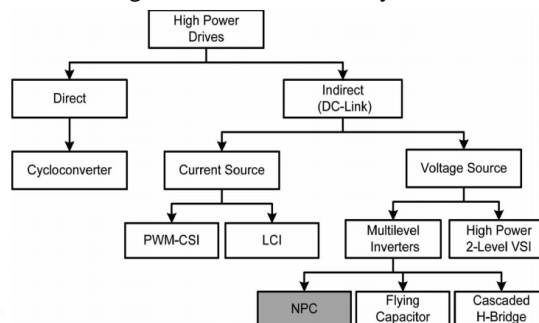 High Power
Drives
Direct
Indirect
(DC-Link)
Cycloconverter
Current Source
Voltage Source
PWM-CSI
LCI
Multilevel
Inverters
High Power
2-Level VSI
NPC
Flying
Capacitor
Cascaded
H-Bridge